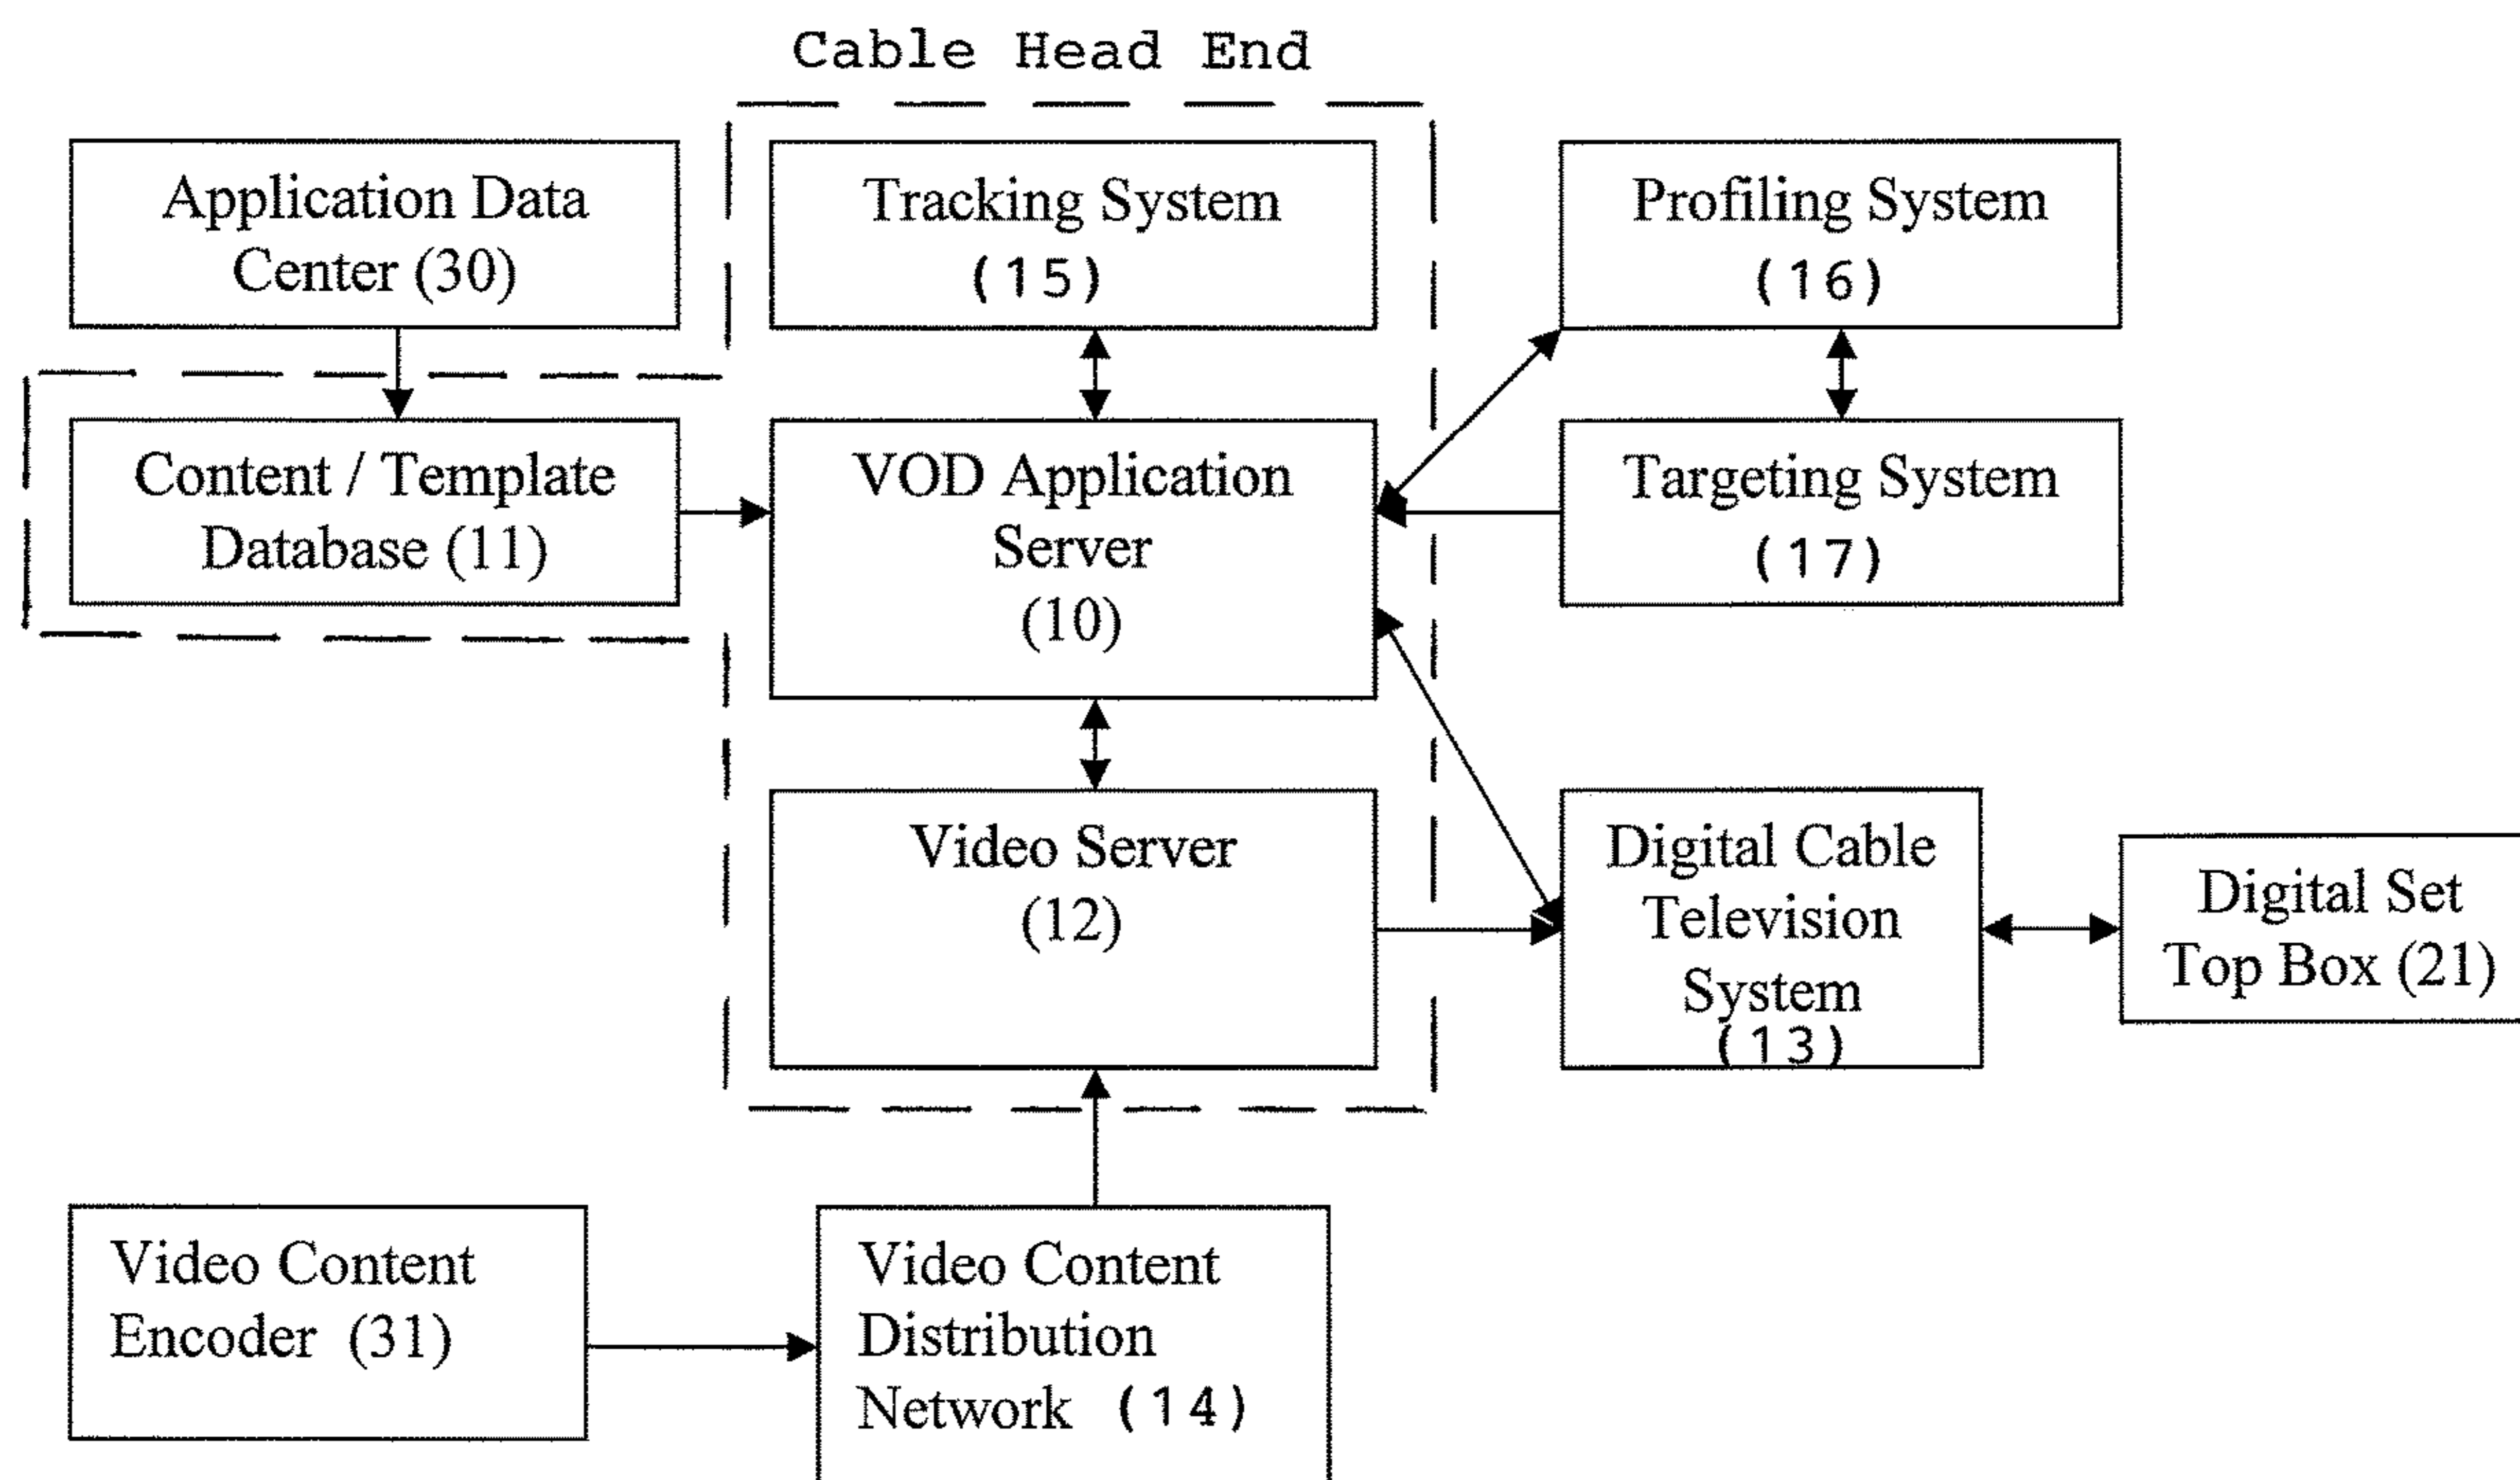 Cable Head End
Application Data
Center (30)
Tracking System
(15)
Profiling System
(16)
Content / Template
Database (11)
VOD Application
Server
(10)
Targeting System
(17)
Video Server
(12)
Digital Cable
Television
System
(13)
Digital Set
Top Box (21)
Video Content
Encoder (31)
Video Content
Distribution
Network (14)